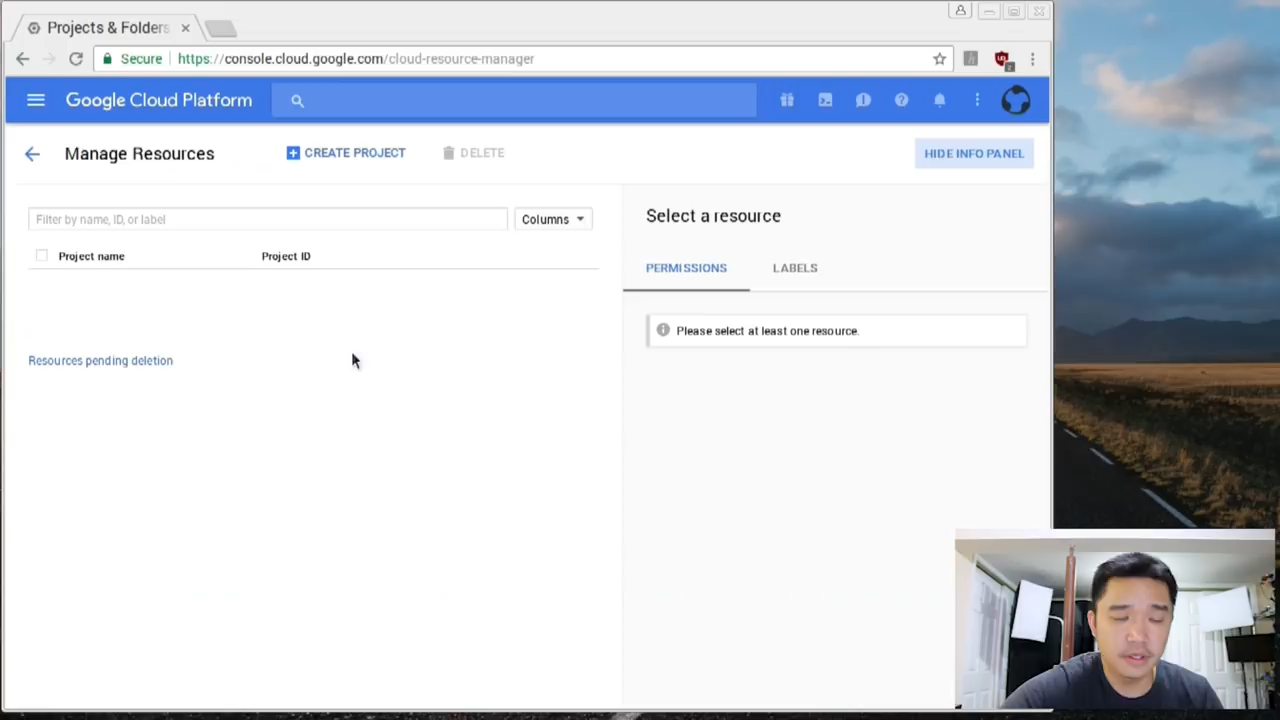 Projects & Folders
Secure https://console.cloud.google.com/cloud-resource-manager
Google Cloud Platform
Manage Resources CREATE PROJECT DELETE HIDE INFO PANEL
Filter by name, ID, or label Columns
Project name Project ID
Resources pending deletion
Select a resource
PERMISSIONS LABELS
Please select at least one resource.